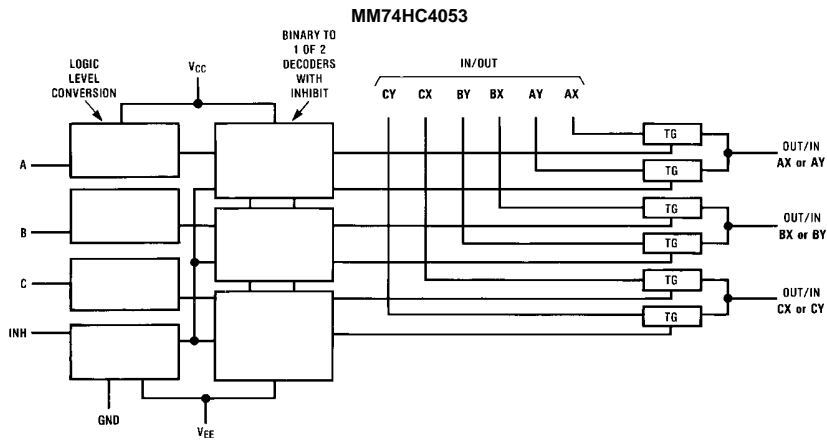 MM74HC4053
BINARY TO
1 OF 2
DECODERS
WITH
INHIBIT
LOGIC
LEVEL
CONVERSION
VCC
IN/OUT
CY CX BY BX AY AX
TG
OUT/IN
AX or AY
A
TG
TG
OUT/IN
BX or BY
B
TG
C
TG
OUT/IN
CX or CY
TG
INH
GND
VEE